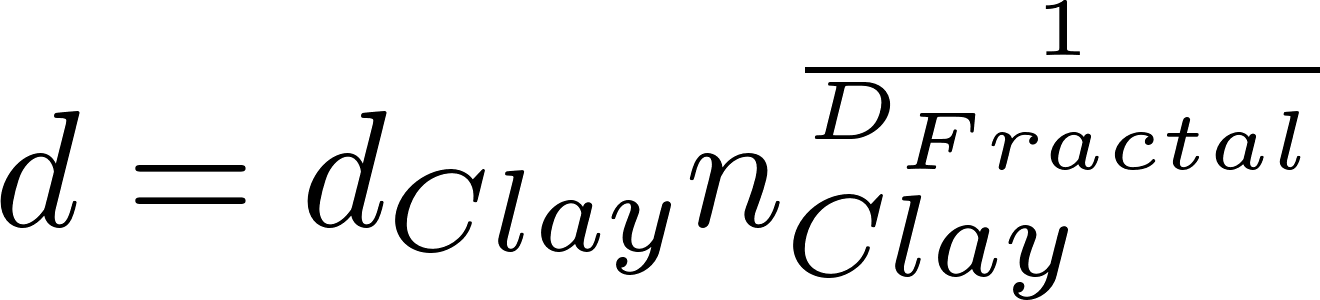 d = d_{Clay} n_{Clay}^{\frac{1}{D_{Fractal}}}